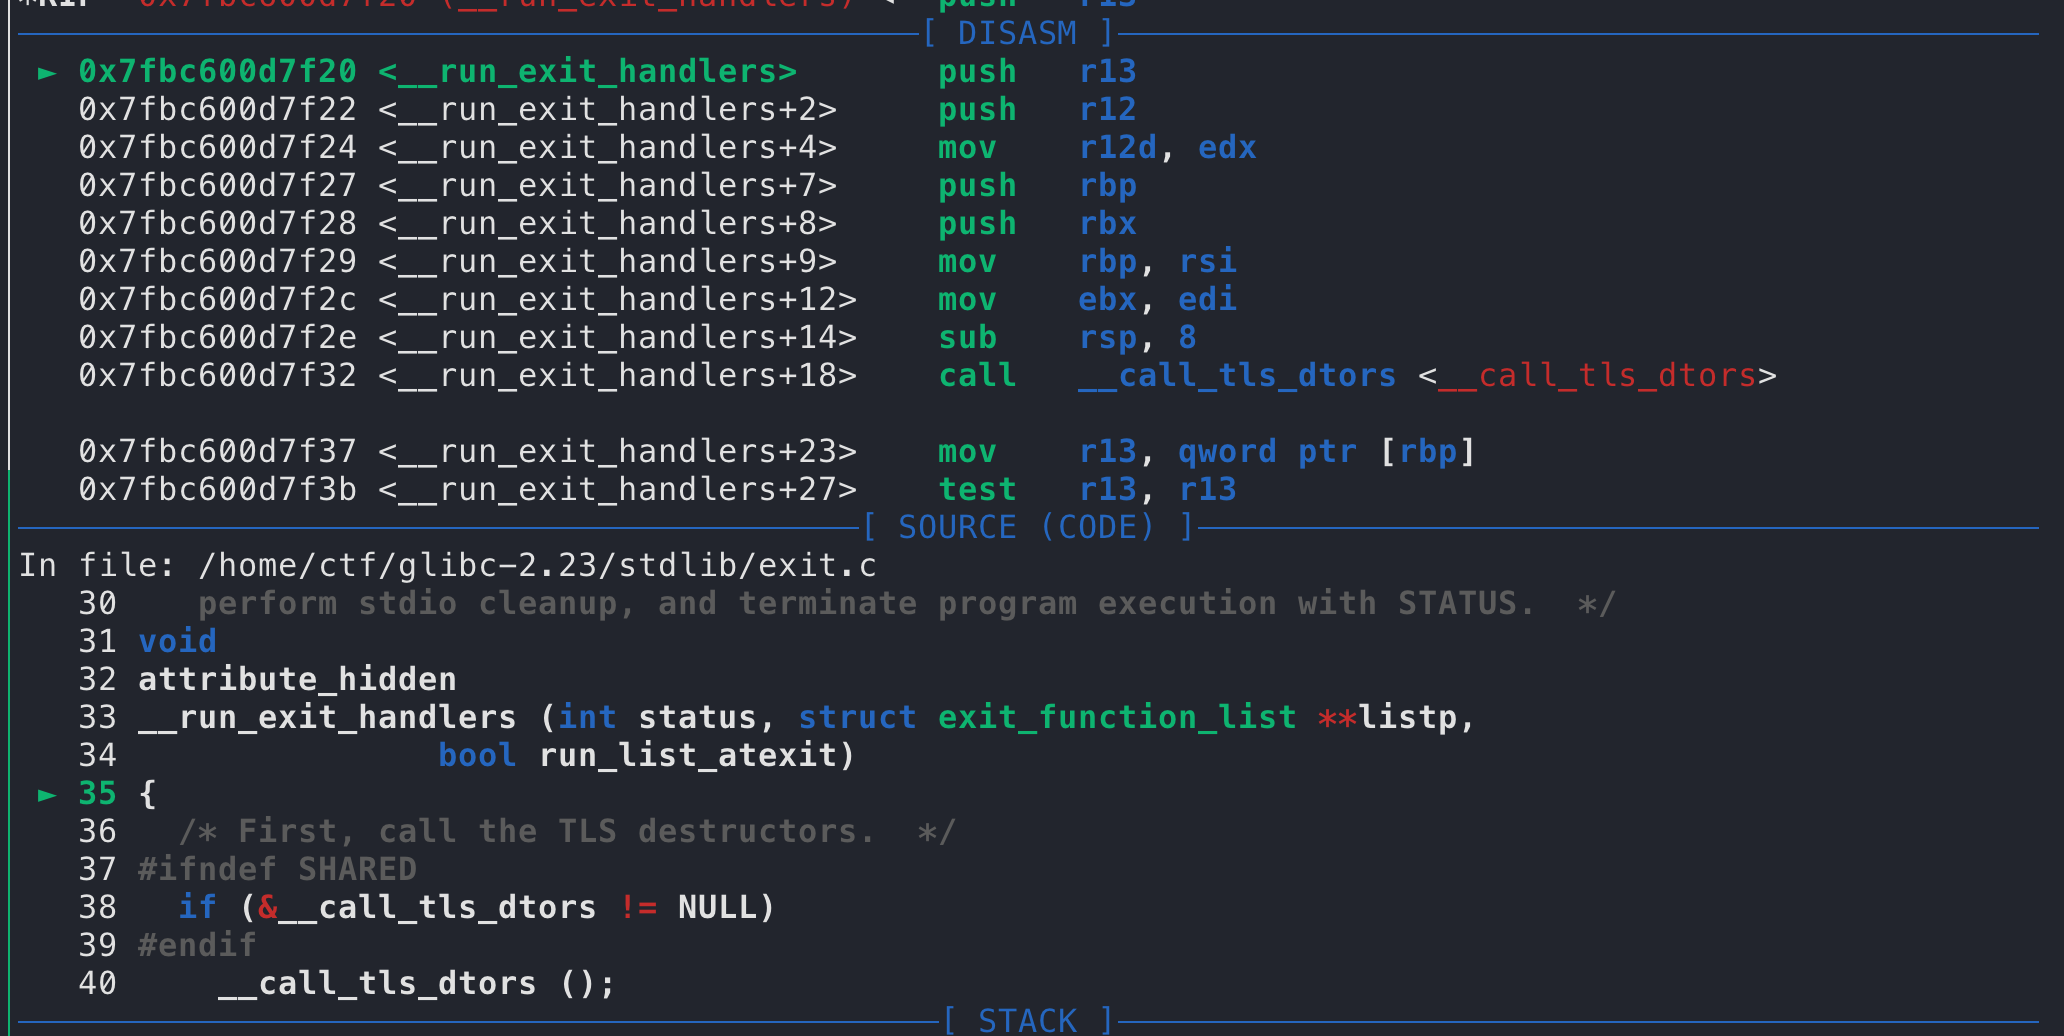 *RIP  0x7fbc600d7f20 (__run_exit_handlers) ◂— push   r13
[ DISASM ]
► 0x7fbc600d7f20 <__run_exit_handlers>       push   r13
0x7fbc600d7f22 <__run_exit_handlers+2>     push   r12
0x7fbc600d7f24 <__run_exit_handlers+4>     mov    r12d, edx
0x7fbc600d7f27 <__run_exit_handlers+7>     push   rbp
0x7fbc600d7f28 <__run_exit_handlers+8>     push   rbx
0x7fbc600d7f29 <__run_exit_handlers+9>     mov    rbp, rsi
0x7fbc600d7f2c <__run_exit_handlers+12>    mov    ebx, edi
0x7fbc600d7f2e <__run_exit_handlers+14>    sub    rsp, 8
0x7fbc600d7f32 <__run_exit_handlers+18>    call   __call_tls_dtors <__call_tls_dtors>
0x7fbc600d7f37 <__run_exit_handlers+23>    mov    r13, qword ptr [rbp]
0x7fbc600d7f3b <__run_exit_handlers+27>    test   r13, r13
[ SOURCE (CODE) ]
In file: /home/ctf/glibc-2.23/stdlib/exit.c
30    perform stdio cleanup, and terminate program execution with STATUS.  */
31 void
32 attribute_hidden
33 __run_exit_handlers (int status, struct exit_function_list **listp,
34                bool run_list_atexit)
► 35 {
36   /* First, call the TLS destructors.  */
37 #ifndef SHARED
38   if (&__call_tls_dtors != NULL)
39 #endif
40     __call_tls_dtors ();
[ STACK ]